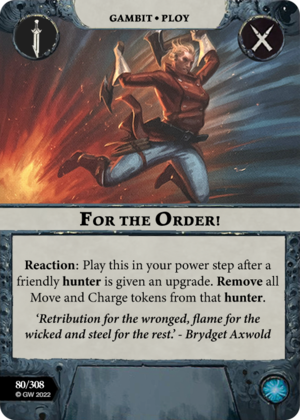 GAMBIT • PLOY
FOR THE ORDER!
Reaction: Play this in your power step after a
friendly hunter is given an upgrade. Remove all
Move and Charge tokens from that hunter.
‘Retribution for the wronged, flame for the
wicked and steel for the rest.’ - Brydget Axwold
80/308
© GW 2022